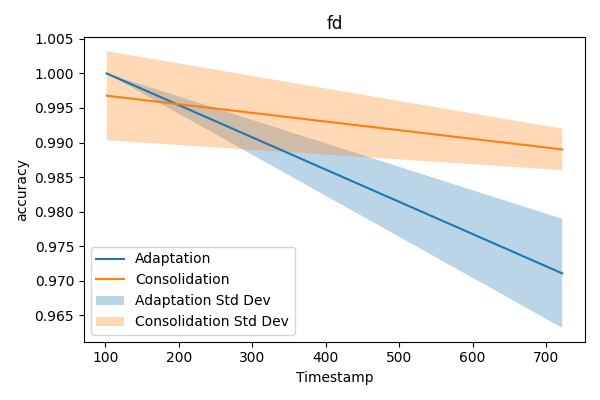 fd
1.005
1.000
0.995
0.990
0.985
0.980
0.975
0.970
0.965
accuracy
Adaptation
Consolidation
Adaptation Std Dev
Consolidation Std Dev
100 200 300 400 500 600 700
Timestamp